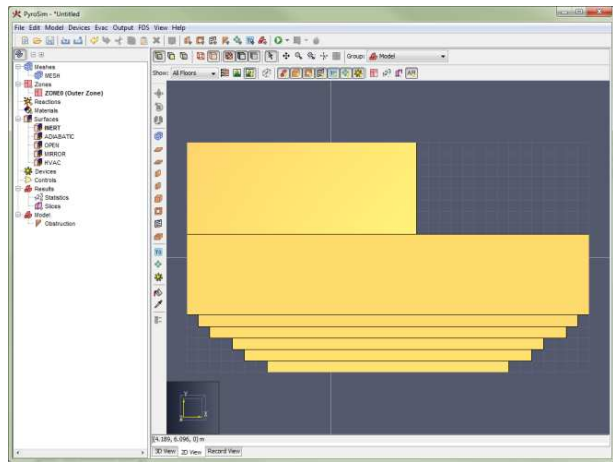 PyroSim - *Untitled
File Edit Model Devices Evac Output FDS View Help
Group: Model
Show: All Floors
Meshes
MESH
Zones
ZONE0 (Outer Zone)
Reactions
Materials
Surfaces
INERT
ADIABATIC
OPEN
MIRROR
HVAC
Devices
Controls
Results
Statistics
Slices
Model
Obstruction
Y
X
[4.189, 6.096, 0] m
3D View 2D View Record View